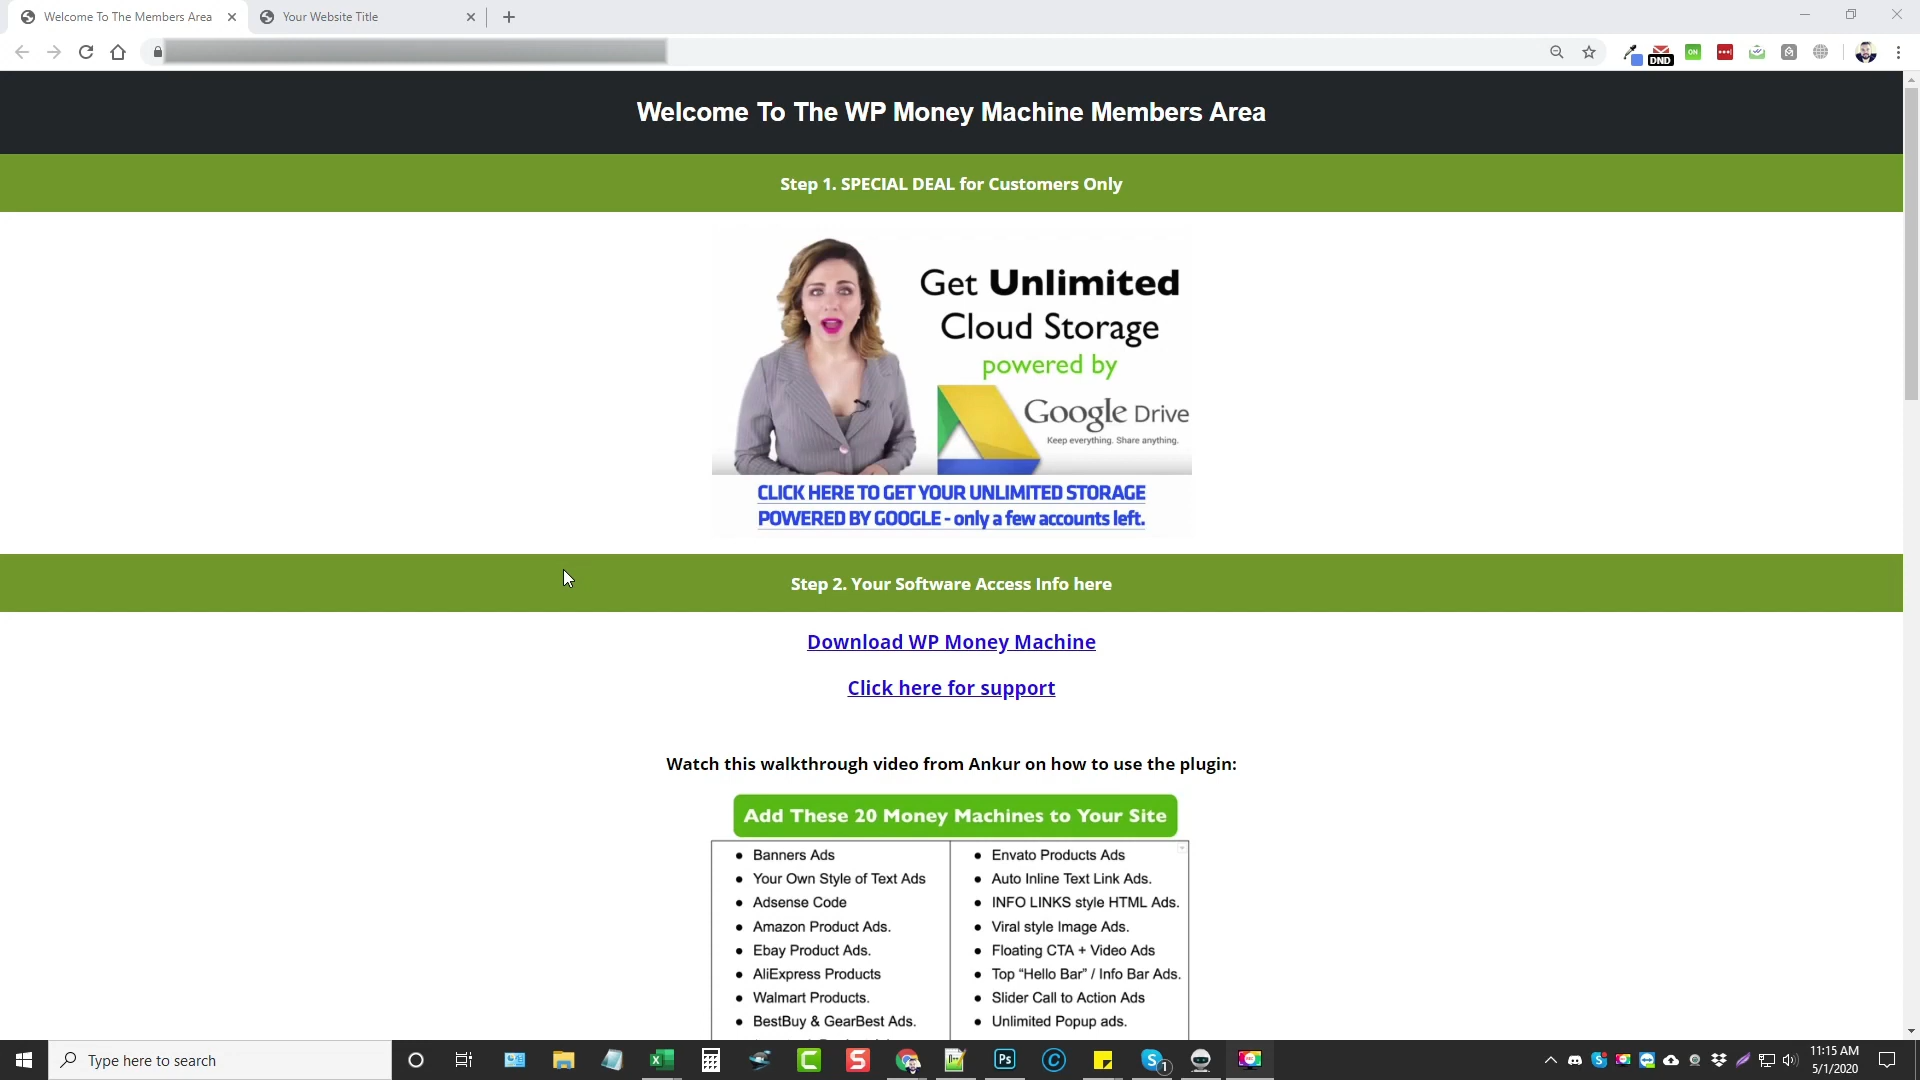 Welcome To The Members Area
Your Website Title
DND
ON
Welcome To The WP Money Machine Members Area
Step 1. SPECIAL DEAL for Customers Only
Get Unlimited
Cloud Storage
powered by
Google Drive
Keep everything. Share anything.
CLICK HERE TO GET YOUR UNLIMITED STORAGE
POWERED BY GOOGLE - only a few accounts left.
Step 2. Your Software Access Info here
Download WP Money Machine
Click here for support
Watch this walkthrough video from Ankur on how to use the plugin:
Add These 20 Money Machines to Your Site
Banners Ads
Your Own Style of Text Ads
Adsense Code
Amazon Product Ads.
Ebay Product Ads.
AliExpress Products
Walmart Products.
BestBuy & GearBest Ads.
Envato Products Ads
Auto Inline Text Link Ads.
INFO LINKS style HTML Ads.
Viral style Image Ads.
Floating CTA + Video Ads
Top “Hello Bar” / Info Bar Ads.
Slider Call to Action Ads
Unlimited Popup ads.
Type here to search
Ps
1
11:15 AM
5/1/2020